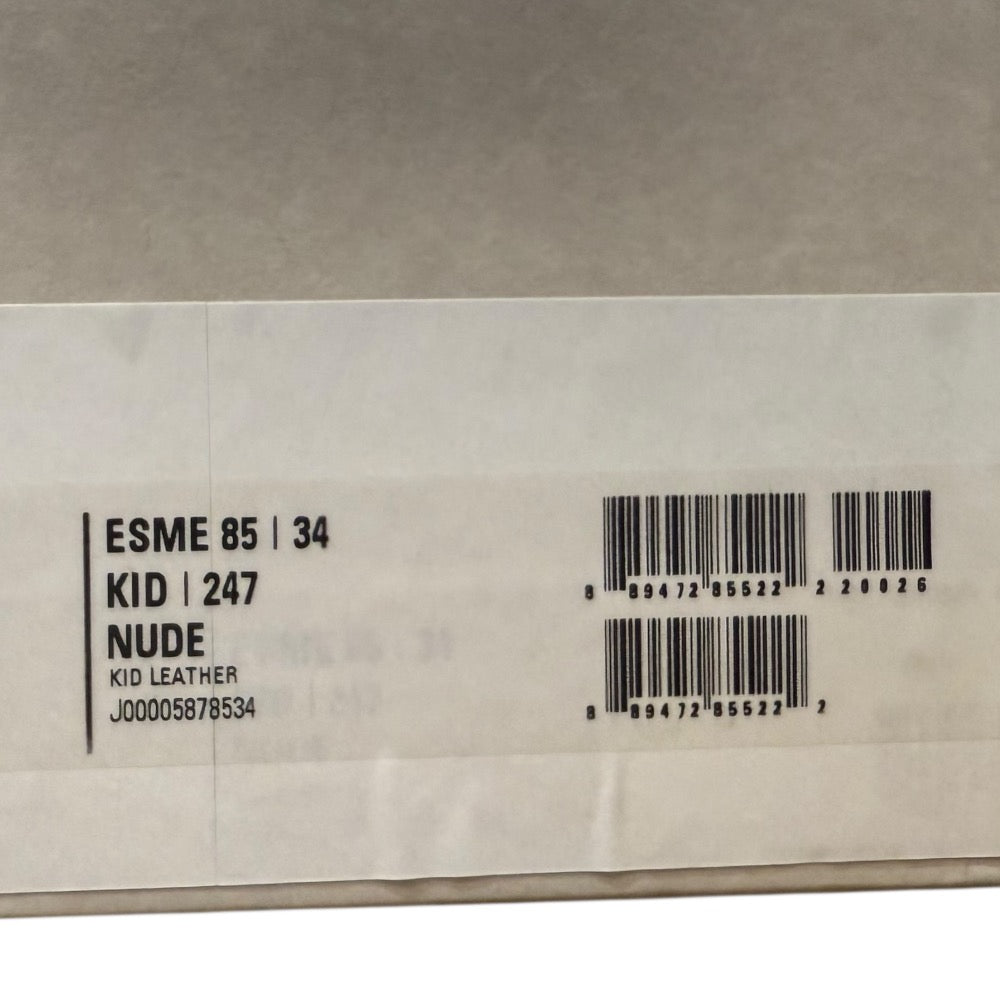 ESME 85 | 34
KID | 247
NUDE
KID LEATHER
J00005878534
8 89472 85522 2 20026
8 89472 85522 2